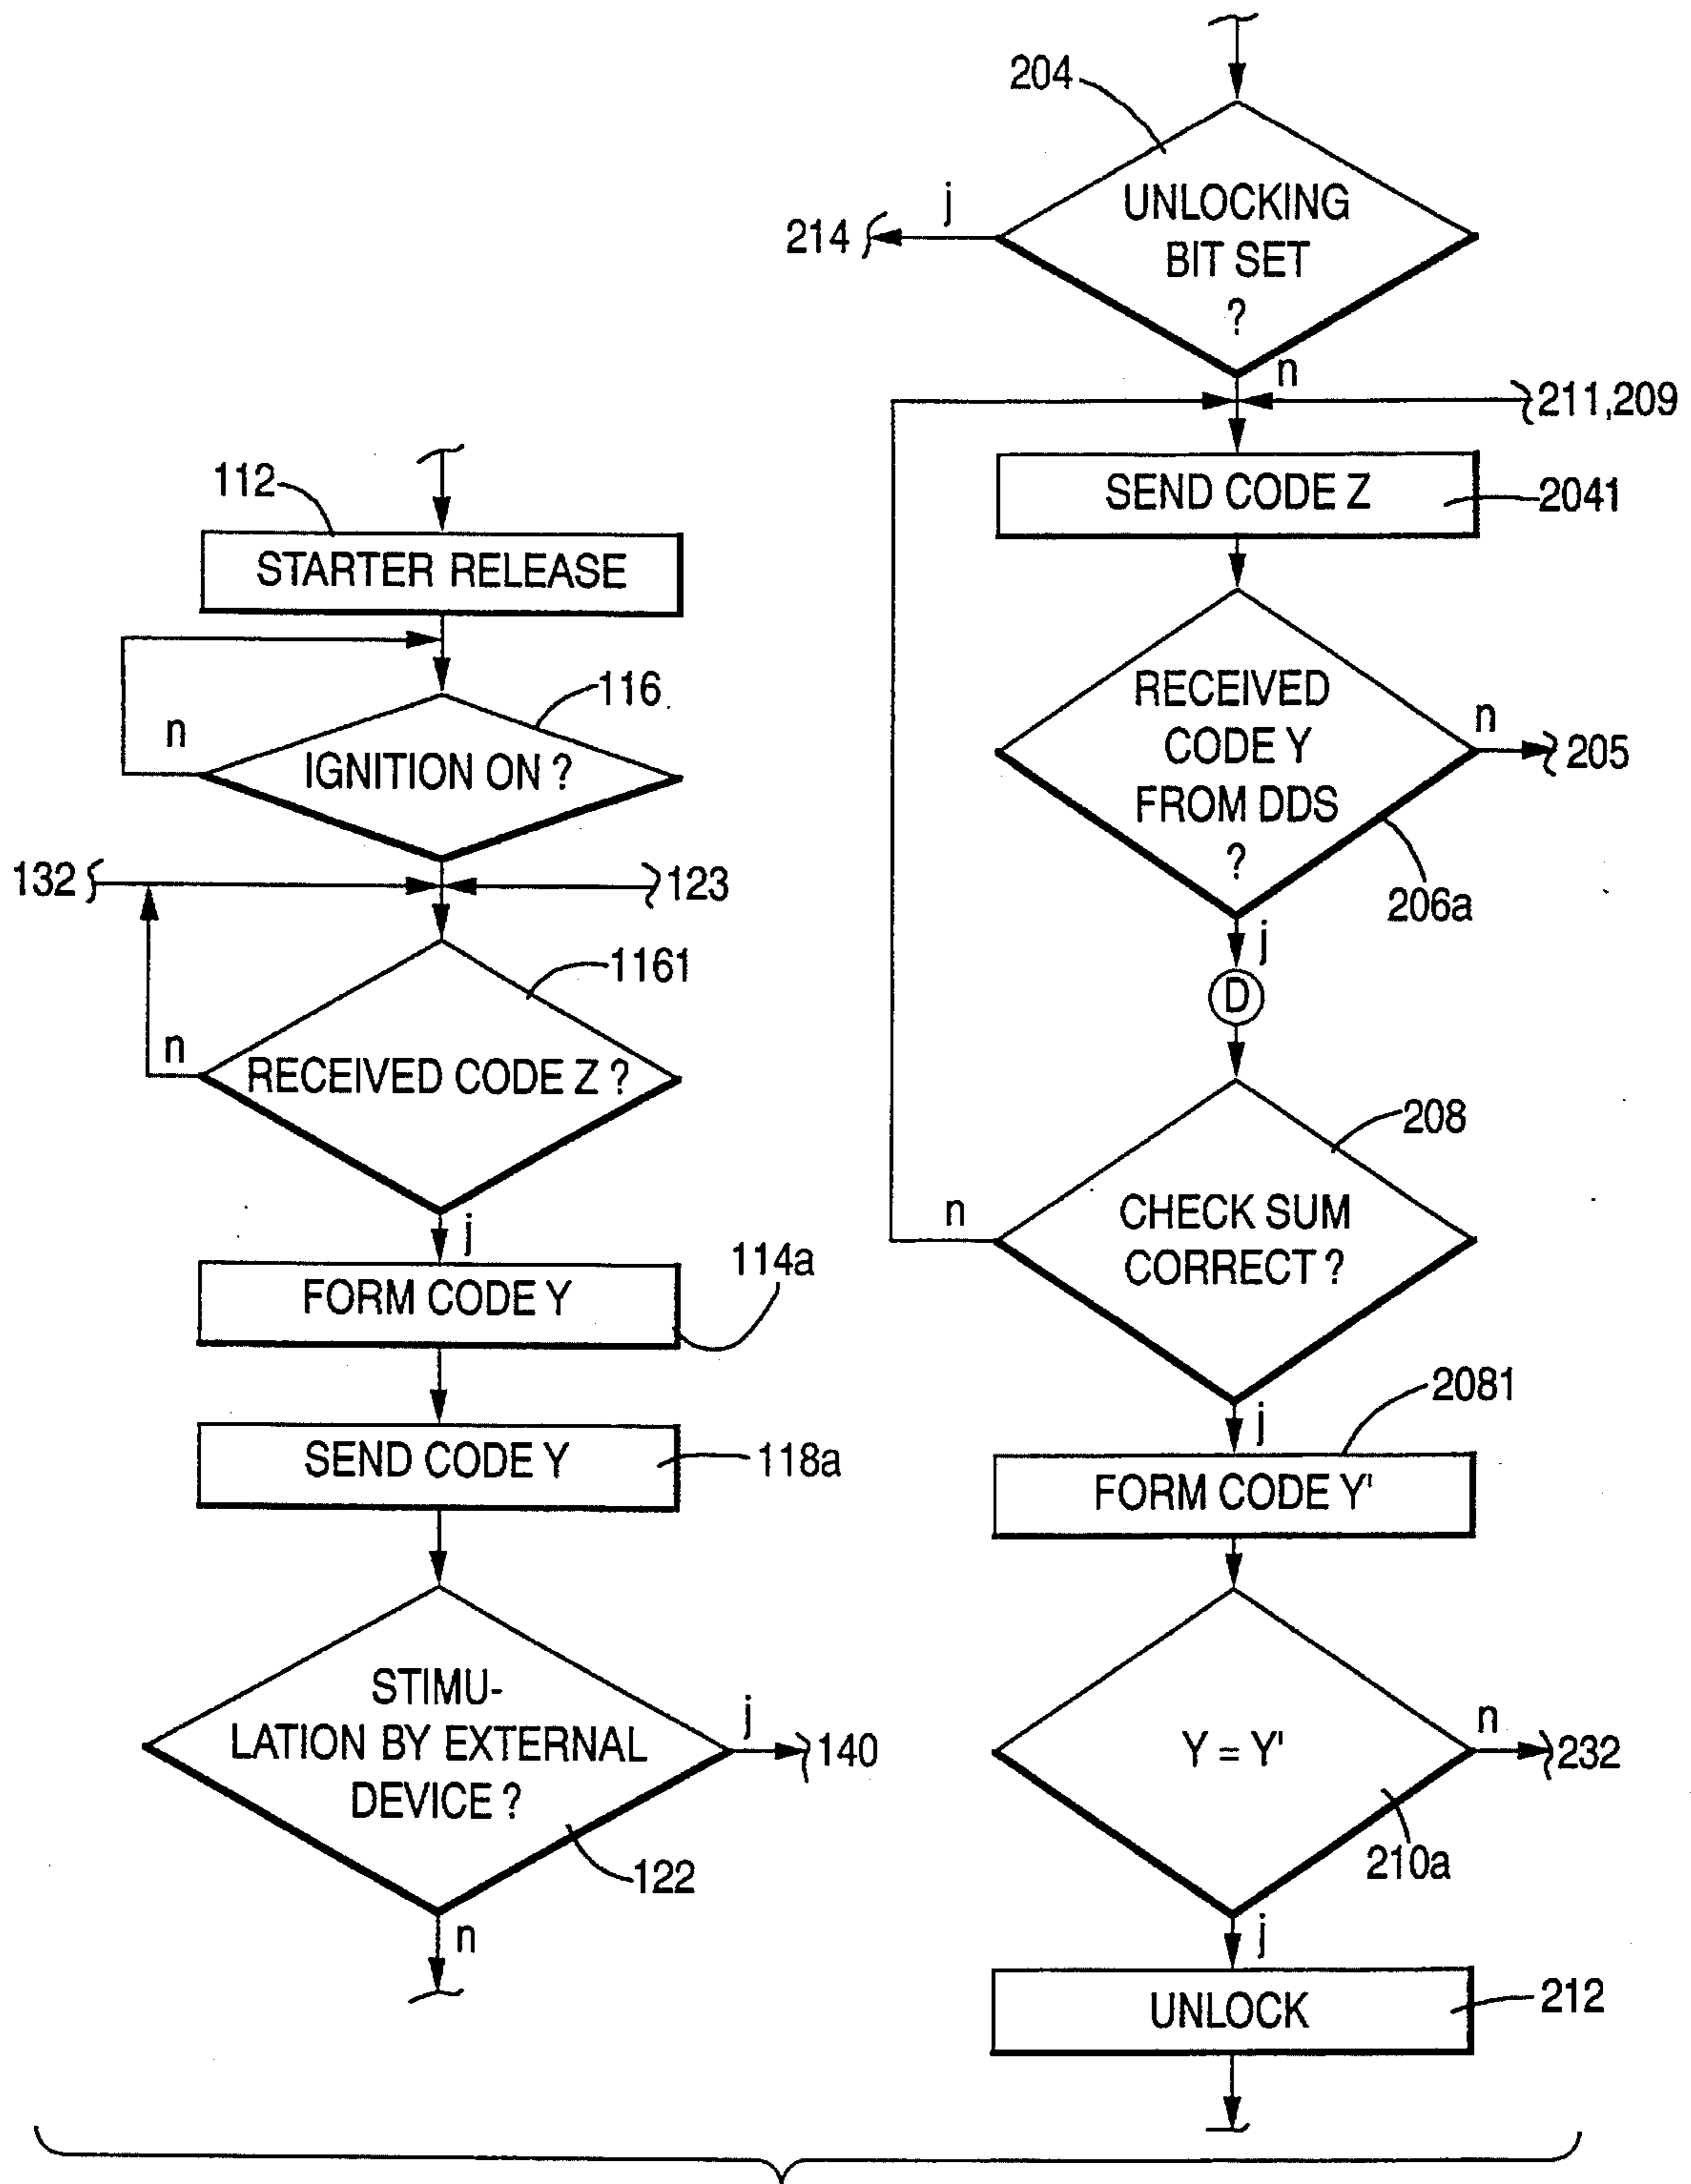 112
STARTER RELEASE
116
n
IGNITION ON ?
132
123
1161
n
RECEIVED CODE Z ?
j
FORM CODE Y
114a
SEND CODE Y
118a
STIMU-
LATION BY EXTERNAL
DEVICE ?
j
140
122
n
204
UNLOCKING
BIT SET
?
j
214
n
211,209
SEND CODE Z
2041
RECEIVED
CODE Y
FROM DDS
?
n
205
206a
j
D
208
CHECK SUM
CORRECT ?
n
j
2081
FORM CODE Y'
Y = Y'
n
232
210a
j
UNLOCK
212